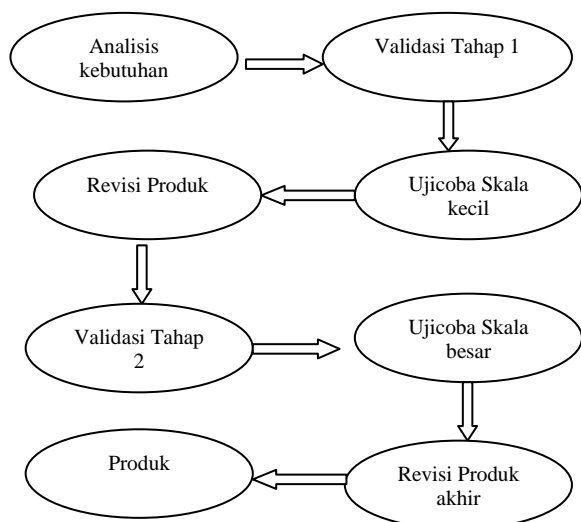 Analisis
kebutuhan
Validasi Tahap 1
Ujicoba Skala
kecil
Revisi Produk
Validasi Tahap
2
Ujicoba Skala
besar
Revisi Produk
akhir
Produk